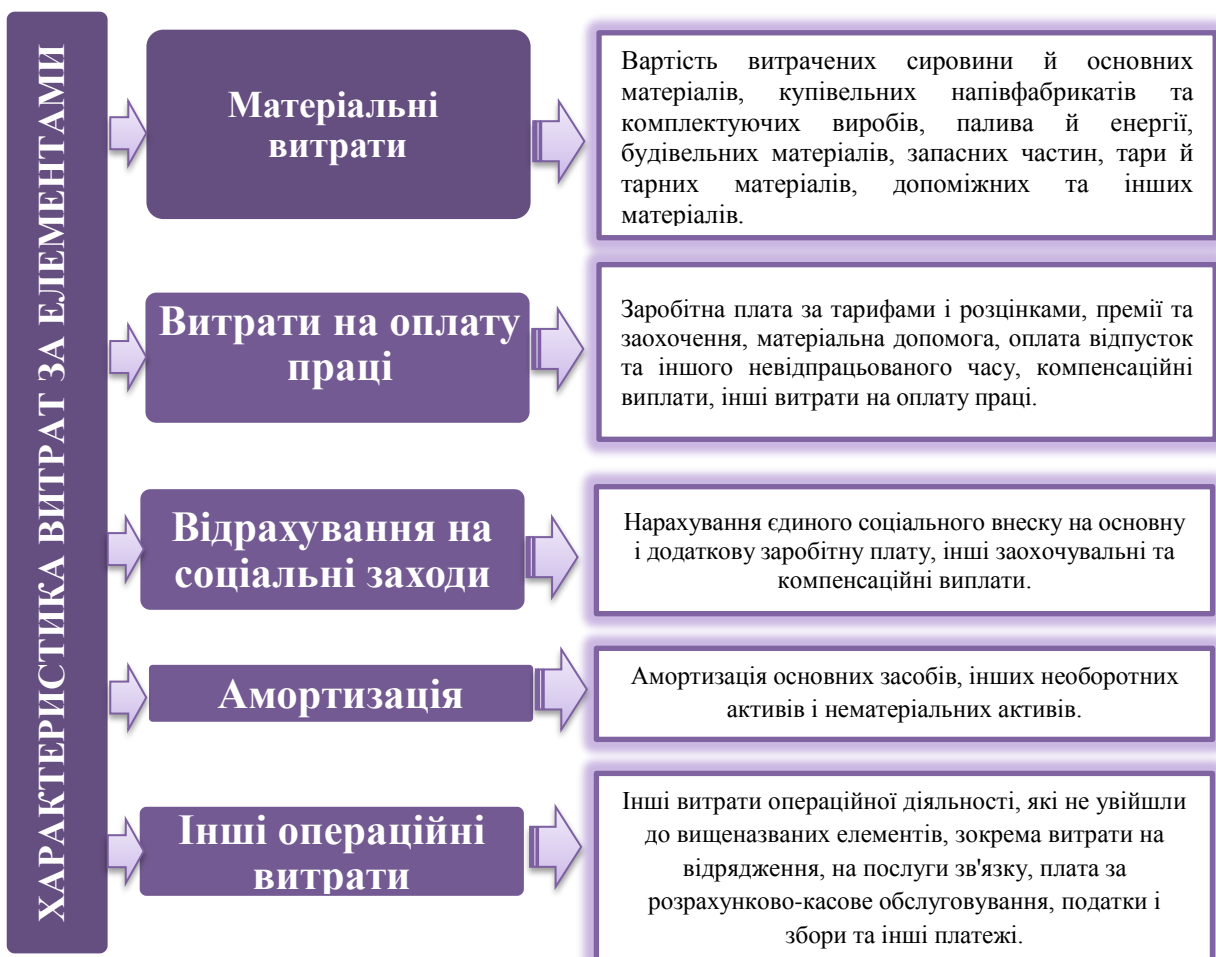 ХАРАКТЕРИСТИКА ВИТРАТ ЗА ЕЛЕМЕНТАМИ
Матеріальні
витрати
Вартість витрачених сировини й основних
матеріалів, купівельних напівфабрикатів та
комплектуючих виробів, палива й енергії,
будівельних матеріалів, запасних частин, тари й
тарних матеріалів, допоміжних та інших
матеріалів.
Витрати на оплату
праці
Заробітна плата за тарифами і розцінками, премії та
заохочення, матеріальна допомога, оплата відпусток
та іншого невідпрацьованого часу, компенсаційні
виплати, інші витрати на оплату праці.
Відрахування на
соціальні заходи
Нарахування єдиного соціального внеску на основну
і додаткову заробітну плату, інші заохочувальні та
компенсаційні виплати.
Амортизація
Амортизація основних засобів, інших необоротних
активів і нематеріальних активів.
Інші операційні
витрати
Інші витрати операційної діяльності, які не увійшли
до вищеназваних елементів, зокрема витрати на
відрядження, на послуги зв'язку, плата за
розрахунково-касове обслуговування, податки і
збори та інші платежі.